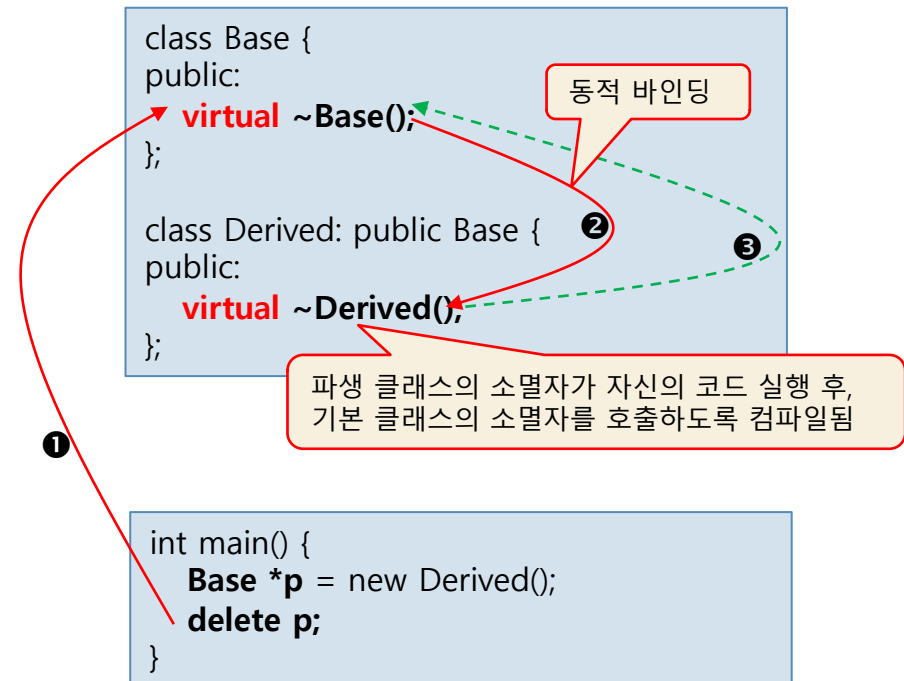 class Base {
public:
virtual ~Base();
};
동적 바인딩
class Derived: public Base {
public:
virtual ~Derived();
};
❷
❸
파생 클래스의 소멸자가 자신의 코드 실행 후,
기본 클래스의 소멸자를 호출하도록 컴파일됨
❶
int main() {
Base *p = new Derived();
delete p;
}